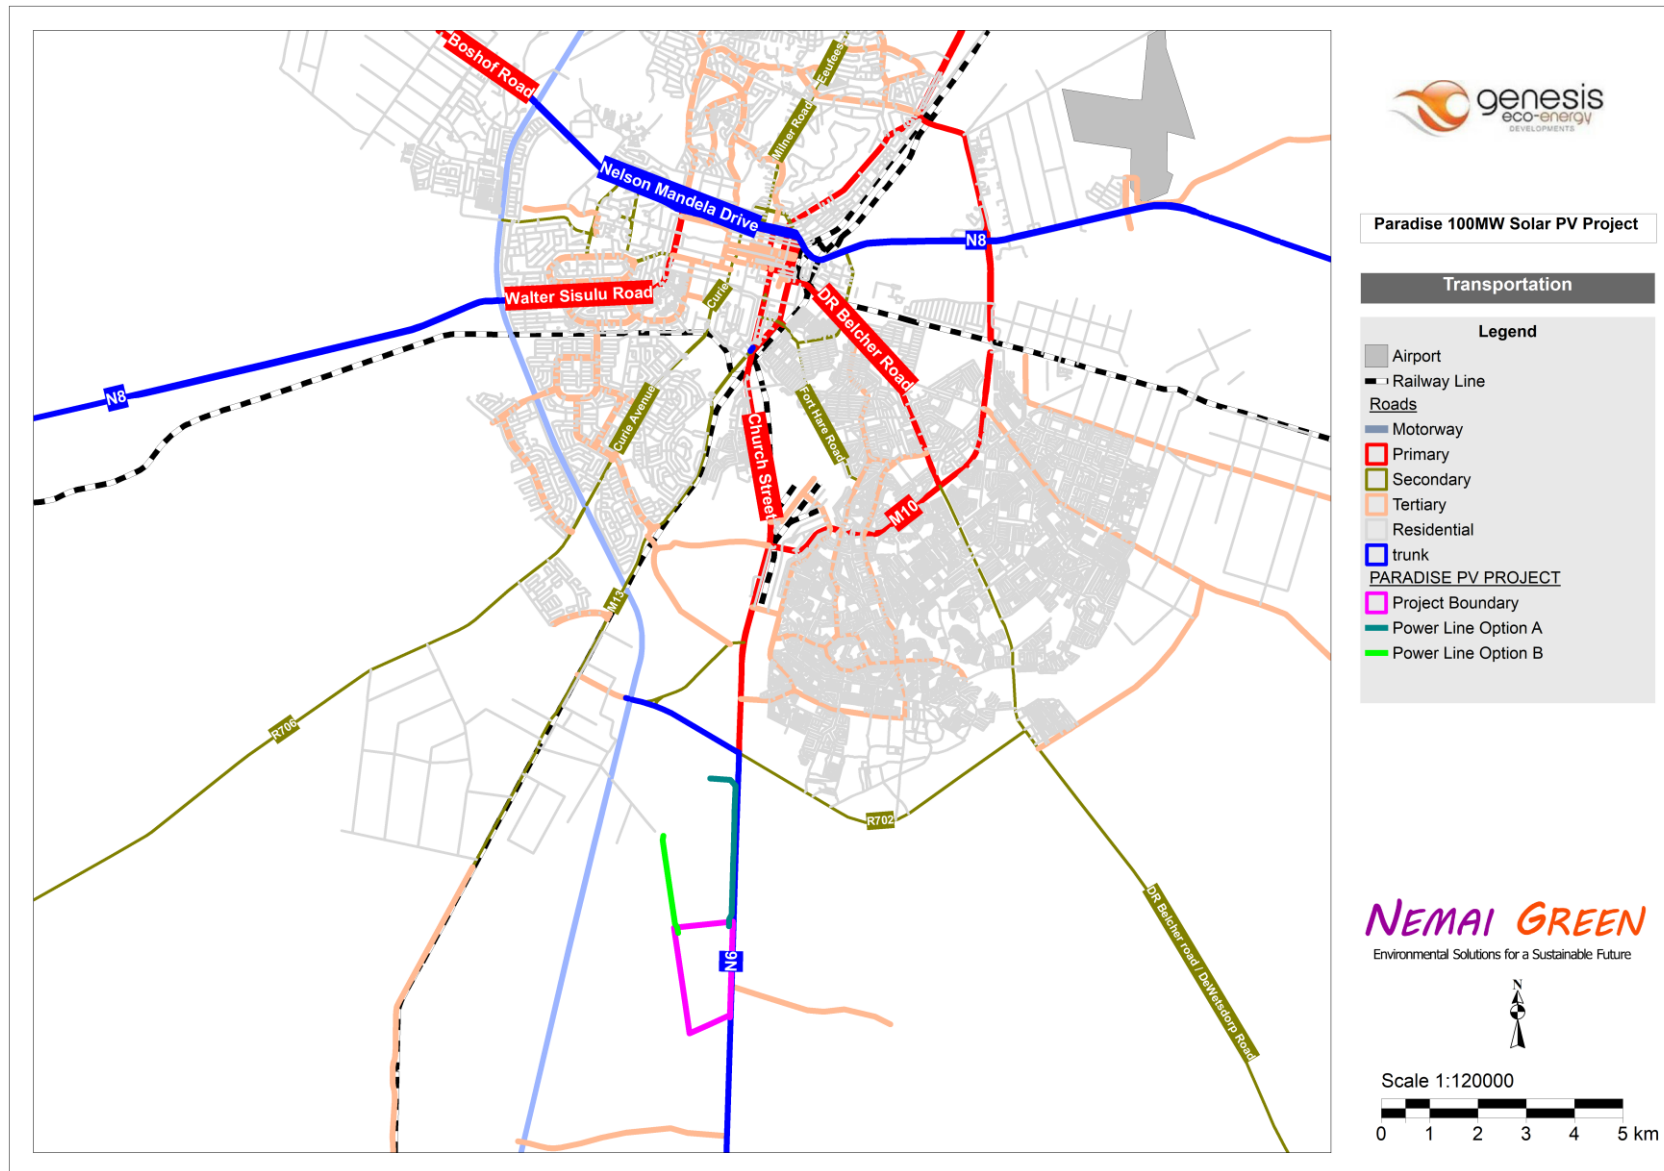 Boshof Road
Eeufees
Milner Road
Nelson Mandela Drive
N8
Walter Sisulu Road
Curie
DR Belcher Road
N8
Curie Avenue
Fort Hare Road
Church Street
M10
M13
R706
R702
DR Belcher road / DeWetsdorp Road
N6
genesis
eco-energy
DEVELOPMENTS
Paradise 100MW Solar PV Project
Transportation
Legend
Airport
Railway Line
Roads
Motorway
Primary
Secondary
Tertiary
Residential
trunk
PARADISE PV PROJECT
Project Boundary
Power Line Option A
Power Line Option B
NEMAI GREEN
Environmental Solutions for a Sustainable Future
N
Scale 1:120000
0 1 2 3 4 5 km